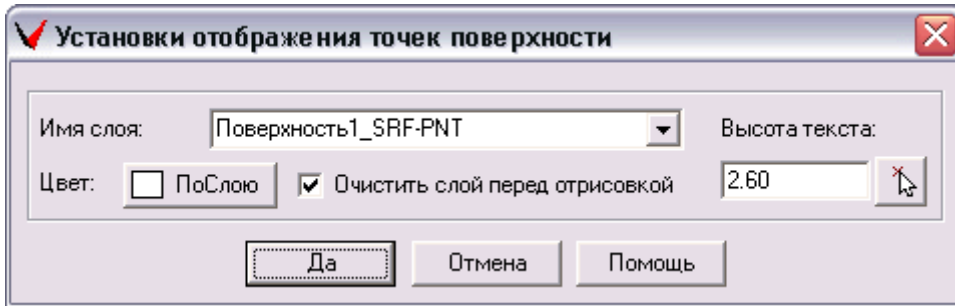 Установки отображения точек поверхности
Имя слоя: Поверхность1_SRF-PNT Высота текста:
Цвет: ПоСлою Очистить слой перед отрисовкой 2.60
Да Отмена Помощь